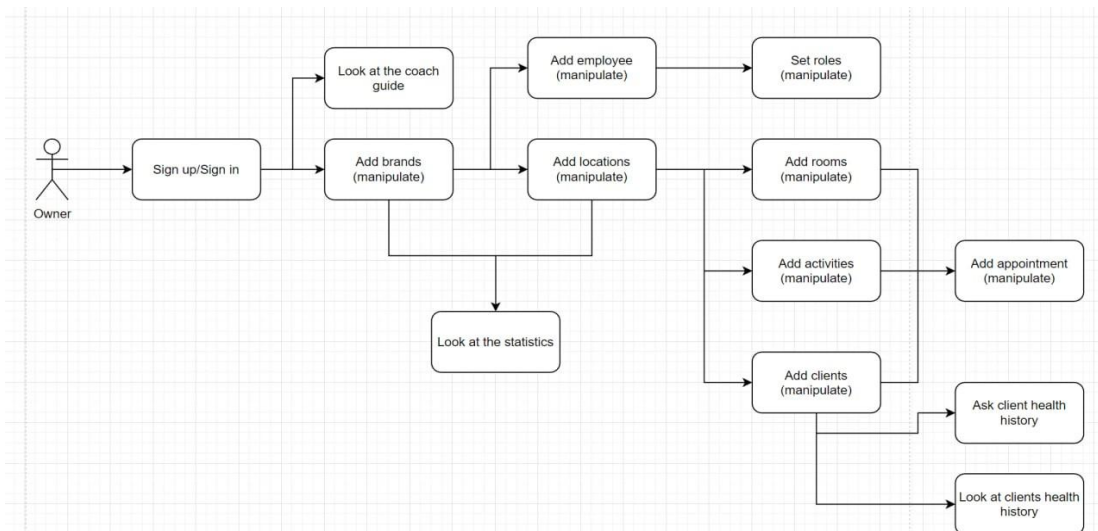 Look at the coach
guide
Add employee
(manipulate)
Set roles
(manipulate)
Owner
Sign up/Sign in
Add brands
(manipulate)
Add locations
(manipulate)
Add rooms
(manipulate)
Add activities
(manipulate)
Add appointment
(manipulate)
Look at the statistics
Add clients
(manipulate)
Ask client health
history
Look at clients health
history